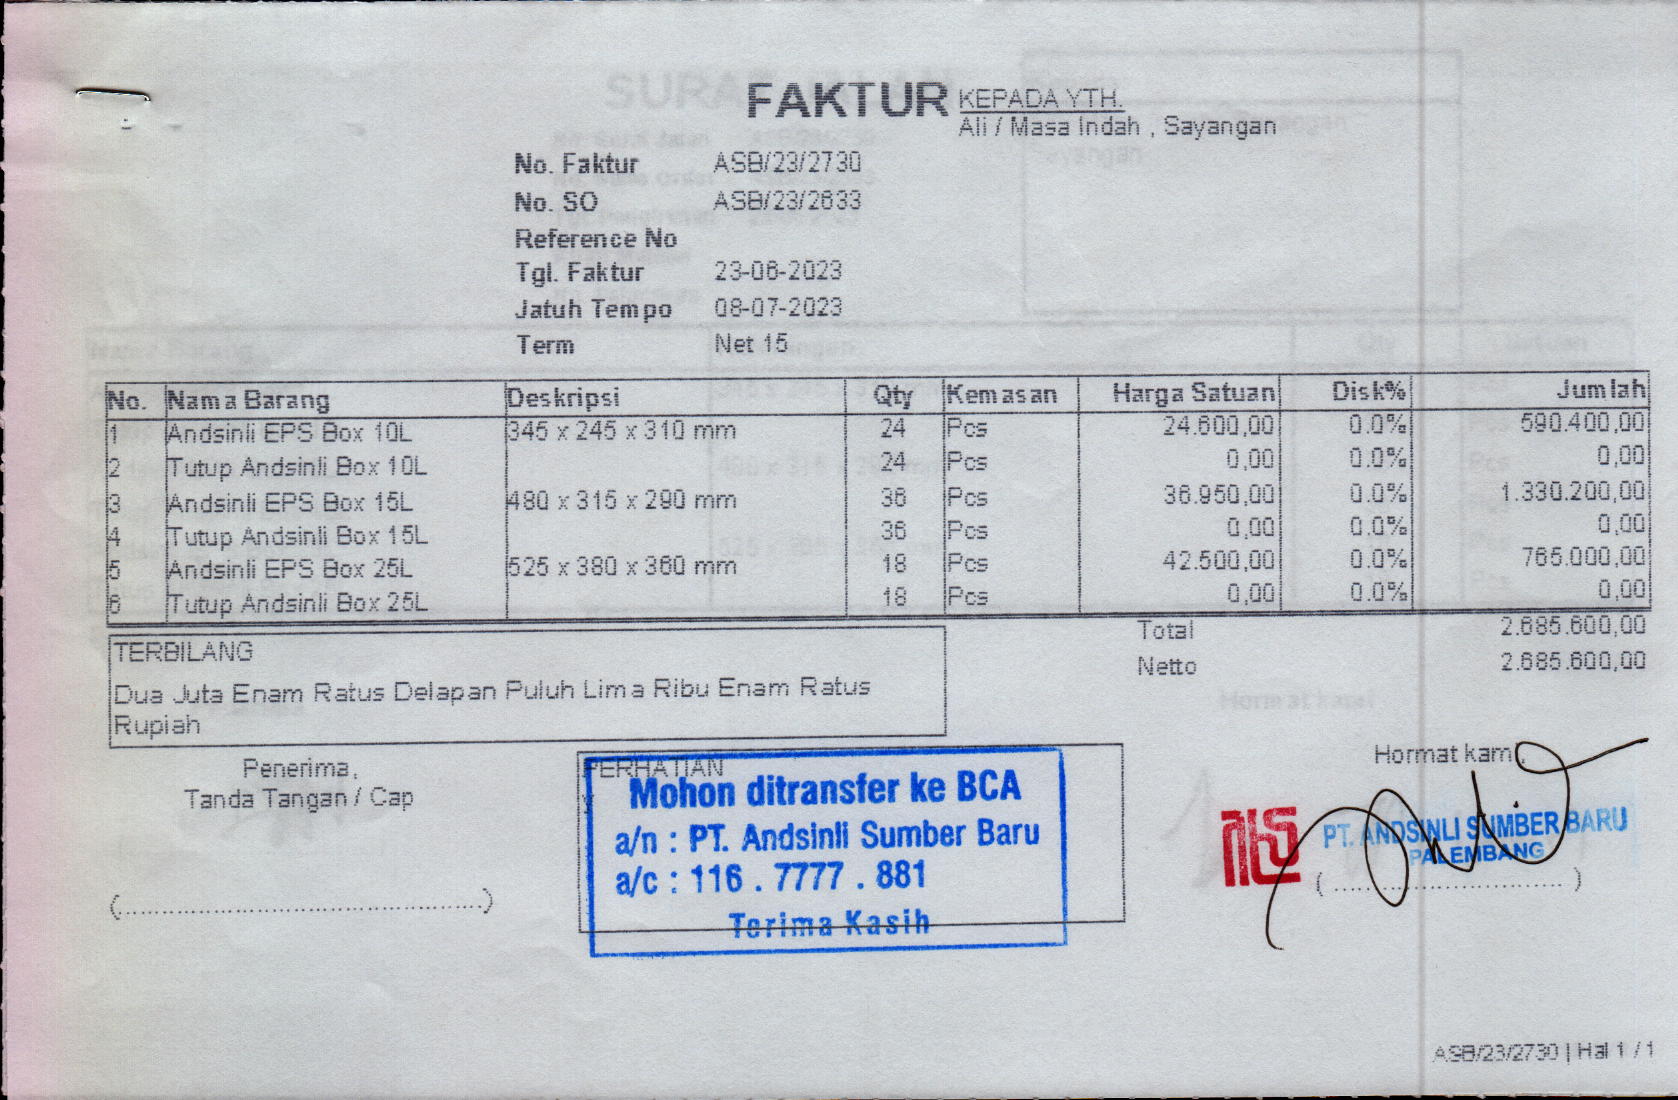 FAKTUR
KEPADA YTH.
Ali / Masa Indah , Sayangan
No. Faktur ASB/23/2730
No. SO ASB/23/2633
Reference No
Tgl. Faktur 23-06-2023
Jatuh Tempo 08-07-2023
Term Net 15
No. Nama Barang Deskripsi Qty Kemasan Harga Satuan Disk% Jumlah
1 Andsinli EPS Box 10L 345 x 245 x 310 mm 24 Pcs 24.600,00 0.0% 590.400,00
2 Tutup Andsinli Box 10L 24 Pcs 0,00 0.0% 0,00
3 Andsinli EPS Box 15L 480 x 315 x 290 mm 36 Pcs 36.950,00 0.0% 1.330.200,00
4 Tutup Andsinli Box 15L 36 Pcs 0,00 0.0% 0,00
5 Andsinli EPS Box 25L 525 x 380 x 360 mm 18 Pcs 42.500,00 0.0% 765.000,00
6 Tutup Andsinli Box 25L 18 Pcs 0,00 0.0% 0,00
Total 2.685.600,00
Netto 2.685.600,00
TERBILANG
Dua Juta Enam Ratus Delapan Puluh Lima Ribu Enam Ratus
Rupiah
Penerima,
Tanda Tangan / Cap
(................................................)
PERHATIAN
Mohon ditransfer ke BCA
a/n : PT. Andsinli Sumber Baru
a/c : 116 . 7777 . 881
Terima Kasih
Hormat kam
PT. ANDSINLI SUMBER BARU
PALEMBANG
( .............................. )
ASB/23/2730 | Hal 1 / 1